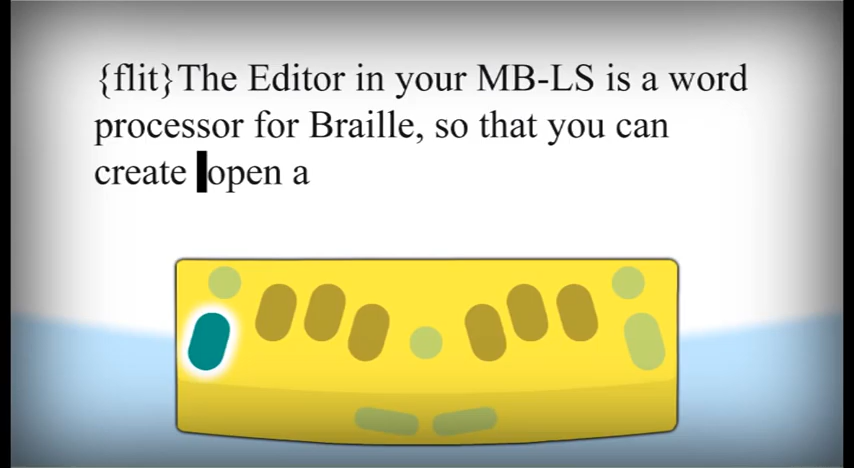 {flit}The Editor in your MB-LS is a word
processor for Braille, so that you can
create open a